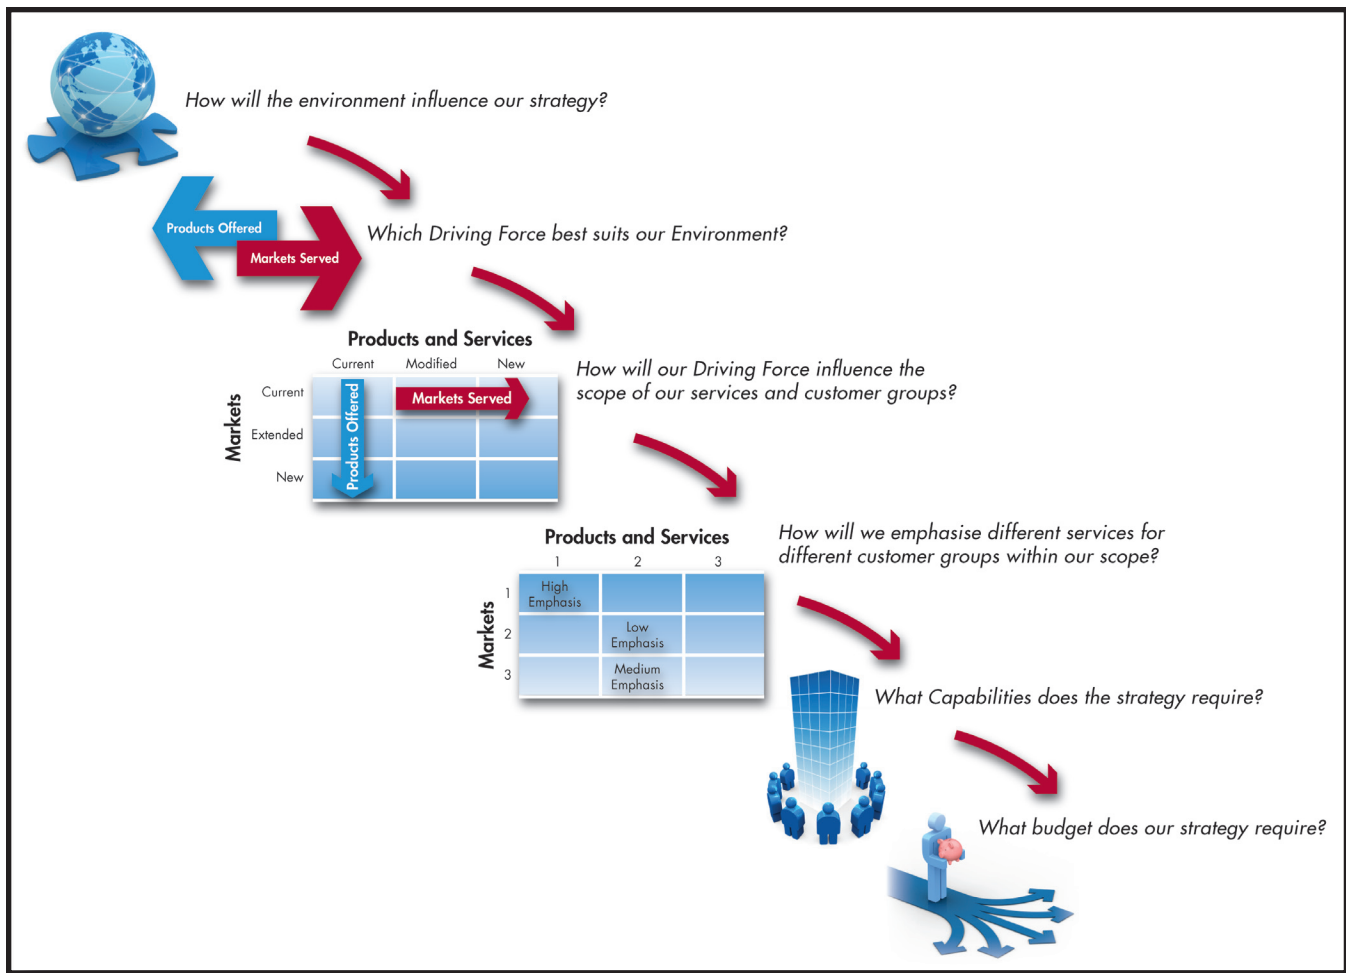 How will the environment influence our strategy?
Products Offered
Markets Served
Which Driving Force best suits our Environment?
Products and Services
Current Modified New
Markets
Current
Extended
New
Products Offered
Markets Served
How will our Driving Force influence the
scope of our services and customer groups?
Products and Services
1 2 3
Markets
1
High
Emphasis
2
Low
Emphasis
3
Medium
Emphasis
How will we emphasise different services for
different customer groups within our scope?
What Capabilities does the strategy require?
What budget does our strategy require?